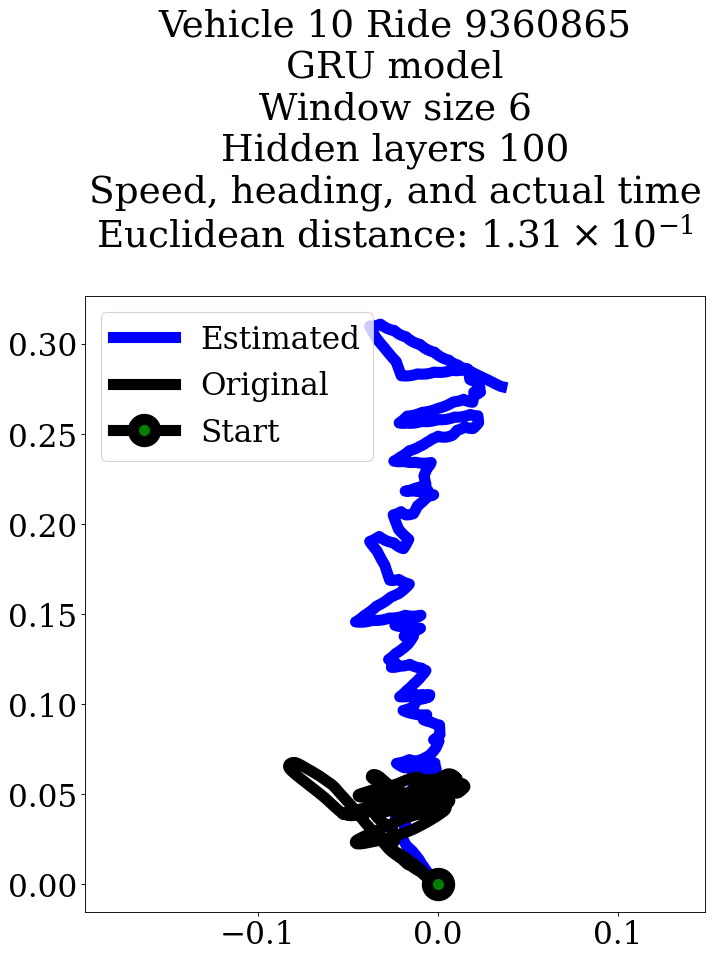 Vehicle 10 Ride 9360865
GRU model
Window size 6
Hidden layers 100
Speed, heading, and actual time
Euclidean distance: 1.31 × 10⁻¹
Estimated
Original
Start
0.30
0.25
0.20
0.15
0.10
0.05
0.00
−0.1
0.0
0.1